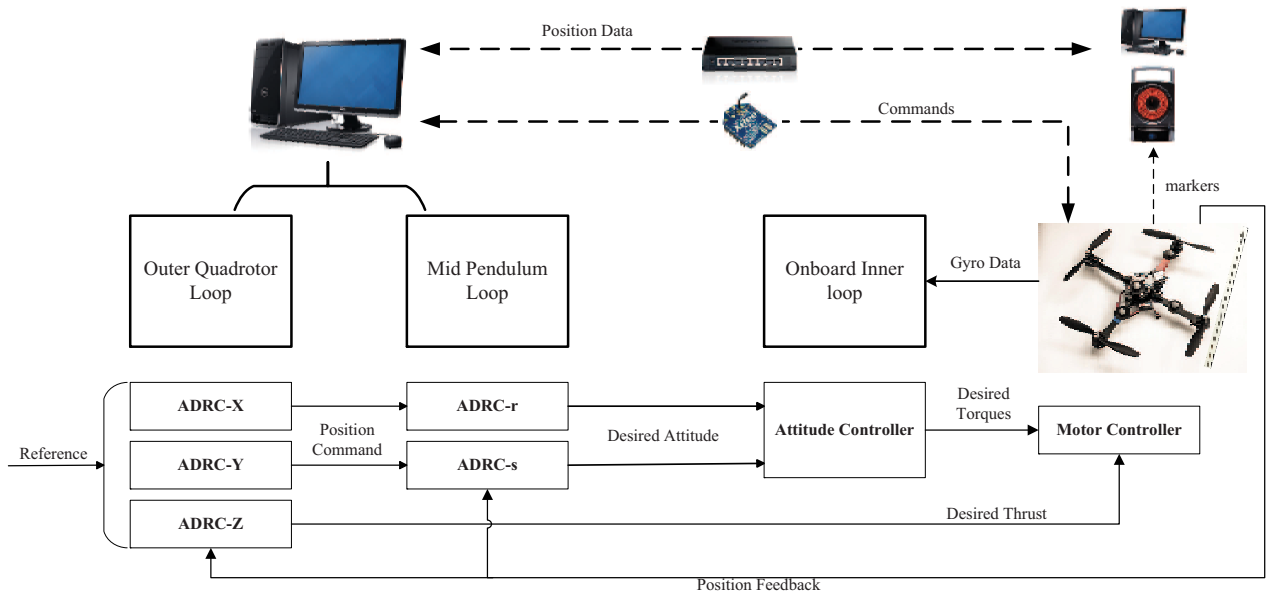 Position Data
Commands
markers
Outer Quadrotor
Loop
Mid Pendulum
Loop
Onboard Inner
loop
Gyro Data
Reference
ADRC-X
ADRC-Y
ADRC-Z
Position
Command
ADRC-r
ADRC-s
Desired Attitude
Attitude Controller
Desired
Torques
Motor Controller
Desired Thrust
Position Feedback